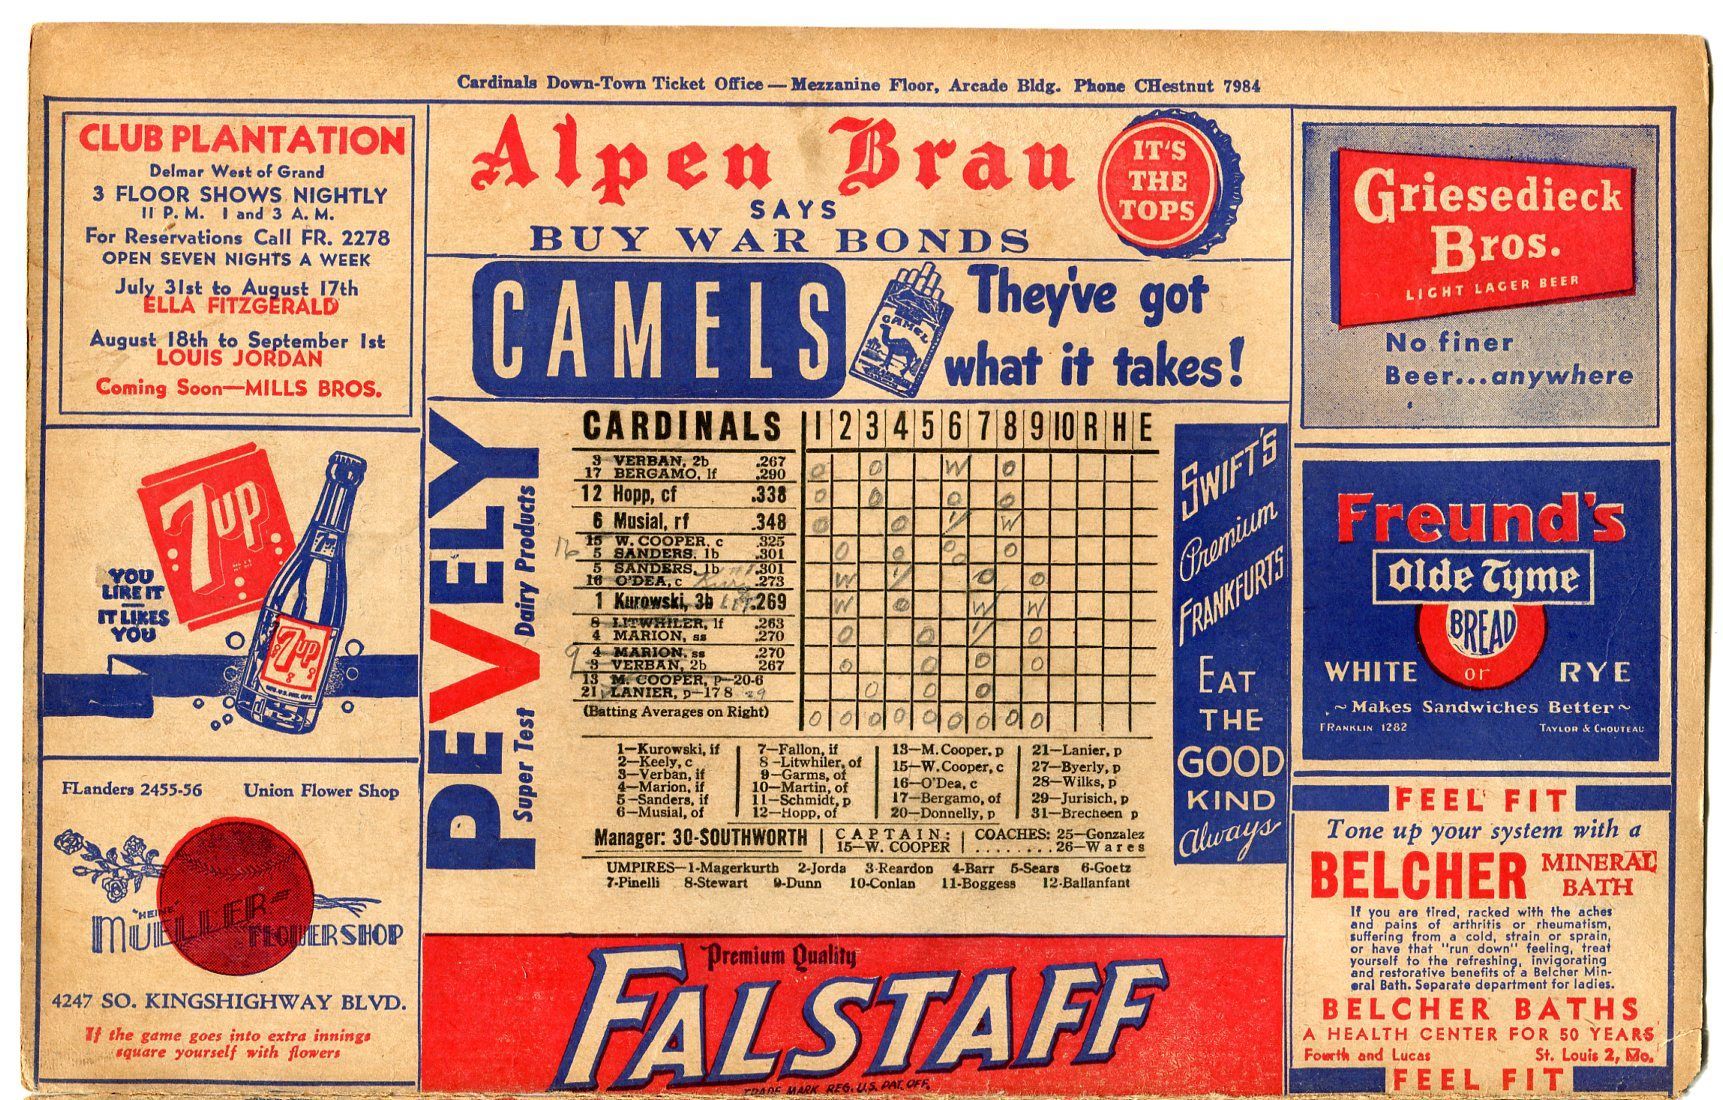 Cardinals Down-Town Ticket Office — Mezzanine Floor, Arcade Bldg. Phone CHestnut 7984
CLUB PLANTATION
Delmar West of Grand
3 FLOOR SHOWS NIGHTLY
11 P. M. 1 and 3 A. M.
For Reservations Call FR. 2278
OPEN SEVEN NIGHTS A WEEK
July 31st to August 17th
ELLA FITZGERALD
August 18th to September 1st
LOUIS JORDAN
Coming Soon—MILLS BROS.
7up
YOU
LIKE IT
—
IT LIKES
YOU
7up
7up
FLanders 2455-56 Union Flower Shop
"HEINE"
MUELLER
FLOWER SHOP
4247 SO. KINGSHIGHWAY BLVD.
If the game goes into extra innings
square yourself with flowers
Alpen Brau
SAYS
BUY WAR BONDS
IT'S
THE
TOPS
CAMELS
CAMEL
They've got
what it takes!
PEVELY
Super Test Dairy Products
CARDINALS 1 2 3 4 5 6 7 8 9 10 R H E
3 VERBAN, 2b .267
17 BERGAMO, lf .290
12 Hopp, cf .338
6 Musial, rf .348
15 W. COOPER, c .325
16
5 SANDERS, 1b .301
5 SANDERS, 1b .301
16 O'DEA, c .273
1 Kurowski, 3b .269
8 LITWHILER, lf .263
4 MARION, ss .270
4 MARION, ss .270
9
3 VERBAN, 2b 267
13 M. COOPER, p—20-6
21 LANIER, p—17 8 29
(Batting Averages on Right)
O O O O O O O O O
1—Kurowski, if 7—Fallon, if 13—M. Cooper, p 21—Lanier, p
2—Keely, c 8—Litwhiler, of 15—W. Cooper, c 27—Byerly, p
3—Verban, if 9—Garms, of 16—O'Dea, c 28—Wilks, p
4—Marion, if 10—Martin, of 17—Bergamo, of 29—Jurisich, p
5—Sanders, if 11—Schmidt, p 20—Donnelly, p 31—Brecheen p
6—Musial, of 12—Hopp, of
Manager: 30-SOUTHWORTH CAPTAIN: COACHES: 25—Gonzalez
15—W. COOPER ........26—Wares
UMPIRES—1-Magerkurth 2-Jorda 3-Reardon 4-Barr 5-Sears 6-Goetz
7-Pinelli 8-Stewart 9-Dunn 10-Conlan 11-Boggess 12-Ballanfant
SWIFT'S
Premium
FRANKFURTS
EAT
THE
GOOD
KIND
Always
Premium Quality
FALSTAFF
TRADE MARK REG. U.S. PAT. OFF.
Griesedieck
Bros.
LIGHT LAGER BEER
No finer
Beer...anywhere
Freund's
Olde Tyme
BREAD
WHITE or RYE
~Makes Sandwiches Better~
FRANKLIN 1282 TAYLOR & CHOUTEAU
FEEL FIT
Tone up your system with a
BELCHER MINERAL
BATH
If you are tired, racked with the aches
and pains of arthritis or rheumatism,
suffering from a cold, strain or sprain,
or have that "run down" feeling, treat
yourself to the refreshing, invigorating
and restorative benefits of a Belcher Min-
eral Bath. Separate department for ladies.
BELCHER BATHS
A HEALTH CENTER FOR 50 YEARS
Fourth and Lucas St. Louis 2, Mo.
FEEL FIT